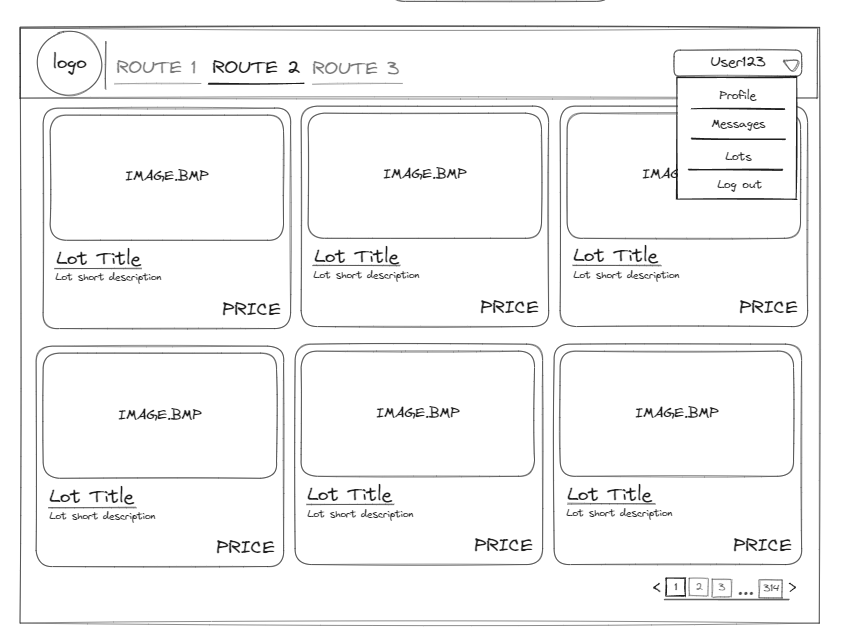 logo
ROUTE 1 ROUTE 2 ROUTE 3
User123
Profile
Messages
Lots
Log out
IMAGE.BMP
Lot Title
Lot short description
PRICE
IMAGE.BMP
Lot Title
Lot short description
PRICE
IMAG
Lot Title
Lot short description
PRICE
IMAGE.BMP
Lot Title
Lot short description
PRICE
IMAGE.BMP
Lot Title
Lot short description
PRICE
IMAGE.BMP
Lot Title
Lot short description
PRICE
< 1 2 3 ... 314 >